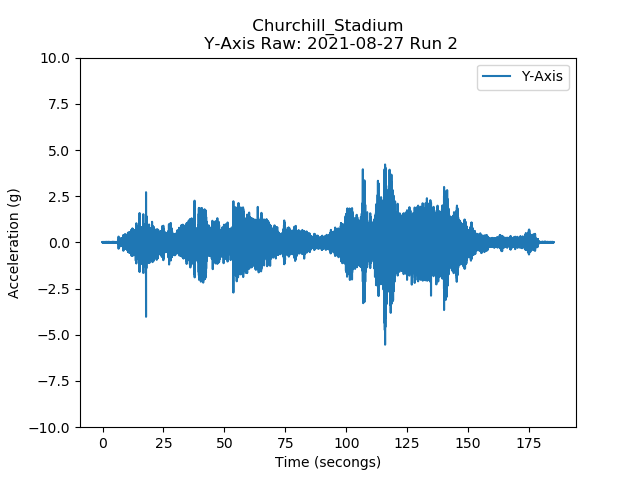 Churchill_Stadium
Y-Axis Raw: 2021-08-27 Run 2
Y-Axis
10.0
7.5
5.0
2.5
0.0
−2.5
−5.0
−7.5
−10.0
Acceleration (g)
0 25 50 75 100 125 150 175
Time (secongs)